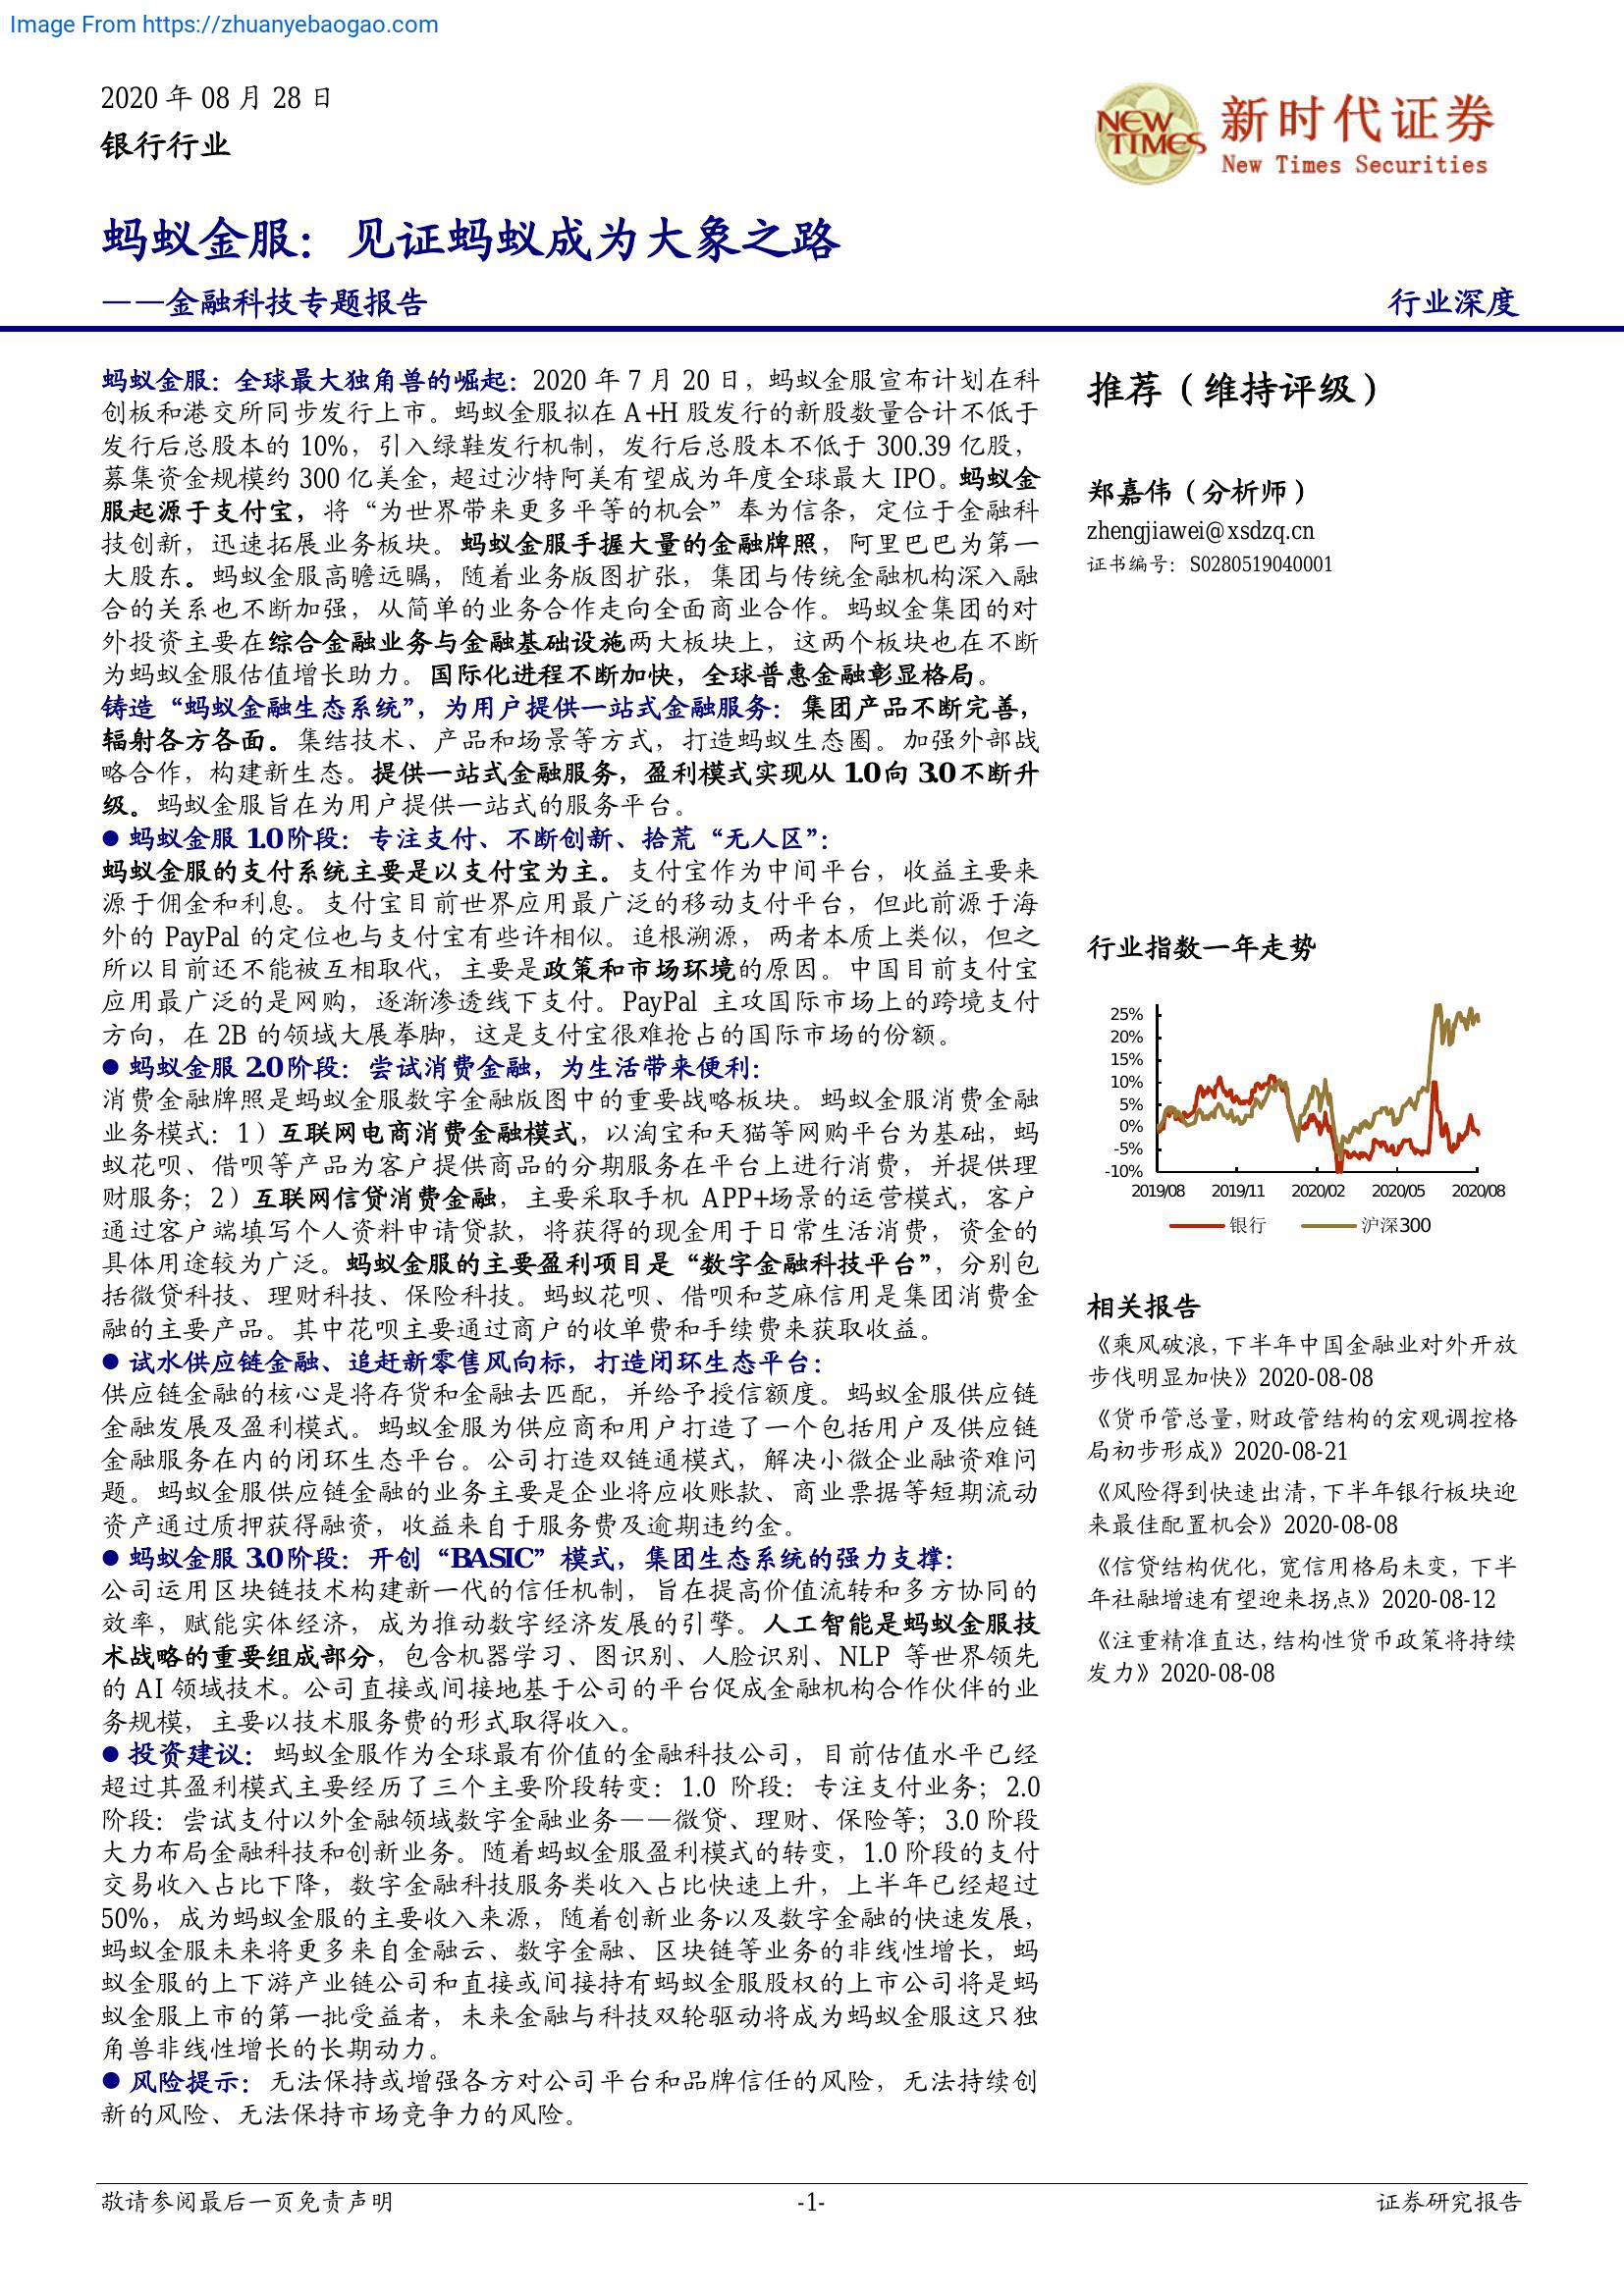 Image From https://zhuanyebaogao.com
2020 年 08 月 28 日
银行行业
NEW TIMES
新时代证券
New Times Securities
蚂蚁金服：见证蚂蚁成为大象之路
——金融科技专题报告
行业深度
蚂蚁金服：全球最大独角兽的崛起：2020 年 7 月 20 日，蚂蚁金服宣布计划在科
创板和港交所同步发行上市。蚂蚁金服拟在 A+H 股发行的新股数量合计不低于
发行后总股本的 10%，引入绿鞋发行机制，发行后总股本不低于 300.39 亿股，
募集资金规模约 300 亿美金，超过沙特阿美有望成为年度全球最大 IPO。蚂蚁金
服起源于支付宝，将“为世界带来更多平等的机会”奉为信条，定位于金融科
技创新，迅速拓展业务板块。蚂蚁金服手握大量的金融牌照，阿里巴巴为第一
大股东。蚂蚁金服高瞻远瞩，随着业务版图扩张，集团与传统金融机构深入融
合的关系也不断加强，从简单的业务合作走向全面商业合作。蚂蚁金集团的对
外投资主要在综合金融业务与金融基础设施两大板块上，这两个板块也在不断
为蚂蚁金服估值增长助力。国际化进程不断加快，全球普惠金融彰显格局。
铸造“蚂蚁金融生态系统”，为用户提供一站式金融服务：集团产品不断完善，
辐射各方各面。集结技术、产品和场景等方式，打造蚂蚁生态圈。加强外部战
略合作，构建新生态。提供一站式金融服务，盈利模式实现从 1.0 向 3.0 不断升
级。蚂蚁金服旨在为用户提供一站式的服务平台。
● 蚂蚁金服 1.0 阶段：专注支付、不断创新、拾荒“无人区”：
蚂蚁金服的支付系统主要是以支付宝为主。支付宝作为中间平台，收益主要来
源于佣金和利息。支付宝目前世界应用最广泛的移动支付平台，但此前源于海
外的 PayPal 的定位也与支付宝有些许相似。追根溯源，两者本质上类似，但之
所以目前还不能被互相取代，主要是政策和市场环境的原因。中国目前支付宝
应用最广泛的是网购，逐渐渗透线下支付。PayPal 主攻国际市场上的跨境支付
方向，在 2B 的领域大展拳脚，这是支付宝很难抢占的国际市场的份额。
● 蚂蚁金服 2.0 阶段：尝试消费金融，为生活带来便利：
消费金融牌照是蚂蚁金服数字金融版图中的重要战略板块。蚂蚁金服消费金融
业务模式：1）互联网电商消费金融模式，以淘宝和天猫等网购平台为基础，蚂
蚁花呗、借呗等产品为客户提供商品的分期服务在平台上进行消费，并提供理
财服务；2）互联网信贷消费金融，主要采取手机 APP+场景的运营模式，客户
通过客户端填写个人资料申请贷款，将获得的现金用于日常生活消费，资金的
具体用途较为广泛。蚂蚁金服的主要盈利项目是“数字金融科技平台”，分别包
括微贷科技、理财科技、保险科技。蚂蚁花呗、借呗和芝麻信用是集团消费金
融的主要产品。其中花呗主要通过商户的收单费和手续费来获取收益。
● 试水供应链金融、追赶新零售风向标，打造闭环生态平台：
供应链金融的核心是将存货和金融去匹配，并给予授信额度。蚂蚁金服供应链
金融发展及盈利模式。蚂蚁金服为供应商和用户打造了一个包括用户及供应链
金融服务在内的闭环生态平台。公司打造双链通模式，解决小微企业融资难问
题。蚂蚁金服供应链金融的业务主要是企业将应收账款、商业票据等短期流动
资产通过质押获得融资，收益来自于服务费及逾期违约金。
● 蚂蚁金服 3.0 阶段：开创“BASIC”模式，集团生态系统的强力支撑：
公司运用区块链技术构建新一代的信任机制，旨在提高价值流转和多方协同的
效率，赋能实体经济，成为推动数字经济发展的引擎。人工智能是蚂蚁金服技
术战略的重要组成部分，包含机器学习、图识别、人脸识别、NLP 等世界领先
的 AI 领域技术。公司直接或间接地基于公司的平台促成金融机构合作伙伴的业
务规模，主要以技术服务费的形式取得收入。
● 投资建议：蚂蚁金服作为全球最有价值的金融科技公司，目前估值水平已经
超过其盈利模式主要经历了三个主要阶段转变：1.0 阶段：专注支付业务；2.0
阶段：尝试支付以外金融领域数字金融业务——微贷、理财、保险等；3.0 阶段
大力布局金融科技和创新业务。随着蚂蚁金服盈利模式的转变，1.0 阶段的支付
交易收入占比下降，数字金融科技服务类收入占比快速上升，上半年已经超过
50%，成为蚂蚁金服的主要收入来源，随着创新业务以及数字金融的快速发展，
蚂蚁金服未来将更多来自金融云、数字金融、区块链等业务的非线性增长，蚂
蚁金服的上下游产业链公司和直接或间接持有蚂蚁金服股权的上市公司将是蚂
蚁金服上市的第一批受益者，未来金融与科技双轮驱动将成为蚂蚁金服这只独
角兽非线性增长的长期动力。
● 风险提示：无法保持或增强各方对公司平台和品牌信任的风险，无法持续创
新的风险、无法保持市场竞争力的风险。
推荐（维持评级）
郑嘉伟（分析师）
zhengjiawei@xsdzq.cn
证书编号：S0280519040001
行业指数一年走势
25%
20%
15%
10%
5%
0%
-5%
-10%
2019/08 2019/11 2020/02 2020/05 2020/08
银行 沪深300
相关报告
《乘风破浪，下半年中国金融业对外开放
步伐明显加快》2020-08-08
《货币管总量，财政管结构的宏观调控格
局初步形成》2020-08-21
《风险得到快速出清，下半年银行板块迎
来最佳配置机会》2020-08-08
《信贷结构优化，宽信用格局未变，下半
年社融增速有望迎来拐点》2020-08-12
《注重精准直达，结构性货币政策将持续
发力》2020-08-08
敬请参阅最后一页免责声明
-1-
证券研究报告